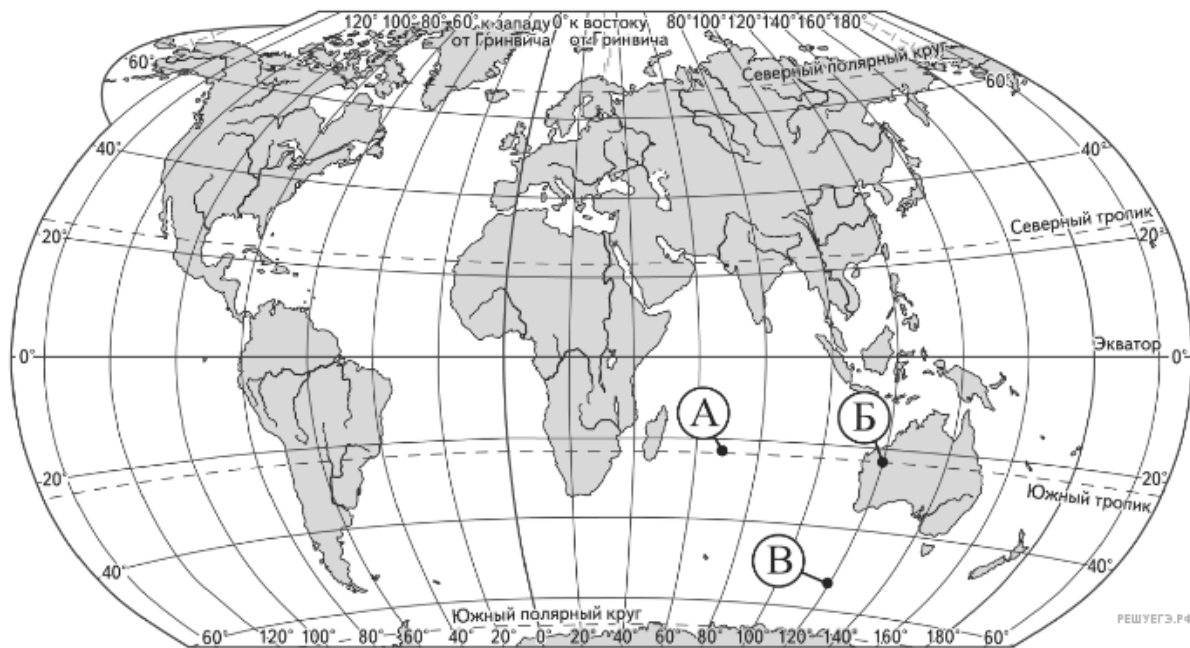 120° 100° 80° 60° к западу 0° к востоку 80° 100° 120° 140° 160° 180°
от Гринвича от Гринвича
Северный полярный круг
60° 60°
40° 40°
Северный тропик
20° 20°
Экватор
0° 0°
А Б
20° 20°
Южный тропик
В
40° 40°
Южный полярный круг
РЕШУЕГЭ.РФ
60° 120° 100° 80° 60° 40° 20° 0° 20° 40° 60° 80° 100° 120° 140° 160° 180° 60°